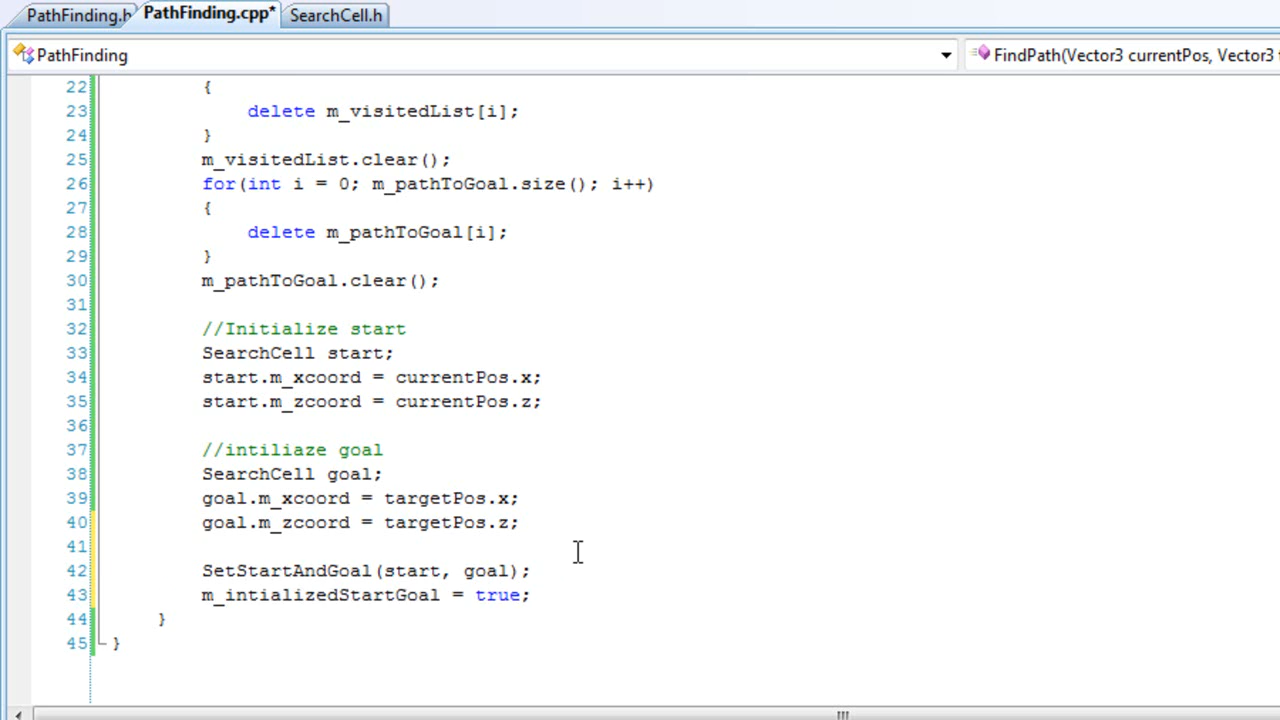 PathFinding.h PathFinding.cpp* SearchCell.h
PathFinding FindPath(Vector3 currentPos, Vector3
22 {
23 delete m_visitedList[i];
24 }
25 m_visitedList.clear();
26 for(int i = 0; m_pathToGoal.size(); i++)
27 {
28 delete m_pathToGoal[i];
29 }
30 m_pathToGoal.clear();
31
32 //Initialize start
33 SearchCell start;
34 start.m_xcoord = currentPos.x;
35 start.m_zcoord = currentPos.z;
36
37 //intiliaze goal
38 SearchCell goal;
39 goal.m_xcoord = targetPos.x;
40 goal.m_zcoord = targetPos.z;
41
42 SetStartAndGoal(start, goal);
43 m_intializedStartGoal = true;
44 }
45 }